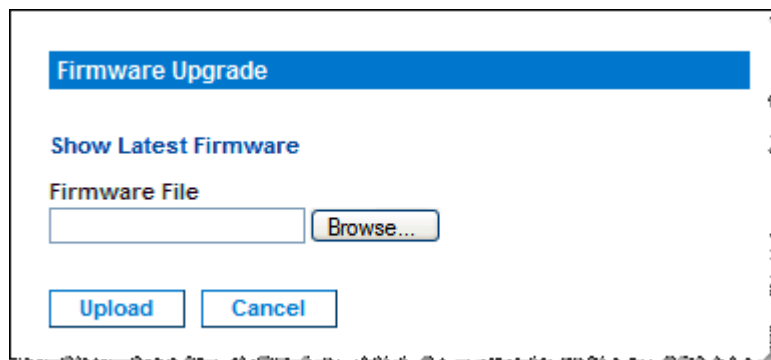 Firmware Upgrade
Show Latest Firmware
Firmware File
Browse...
Upload Cancel